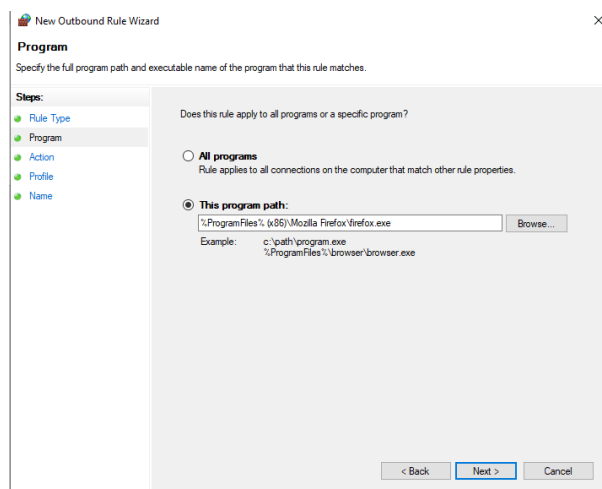 New Outbound Rule Wizard
Program
Specify the full program path and executable name of the program that this rule matches.
Steps:
Rule Type
Program
Action
Profile
Name
Does this rule apply to all programs or a specific program?
All programs
Rule applies to all connections on the computer that match other rule properties.
This program path:
%ProgramFiles% (x86)\Mozilla Firefox\firefox.exe
Browse...
Example: c:\path\program.exe
%ProgramFiles%\browser\browser.exe
< Back Next > Cancel